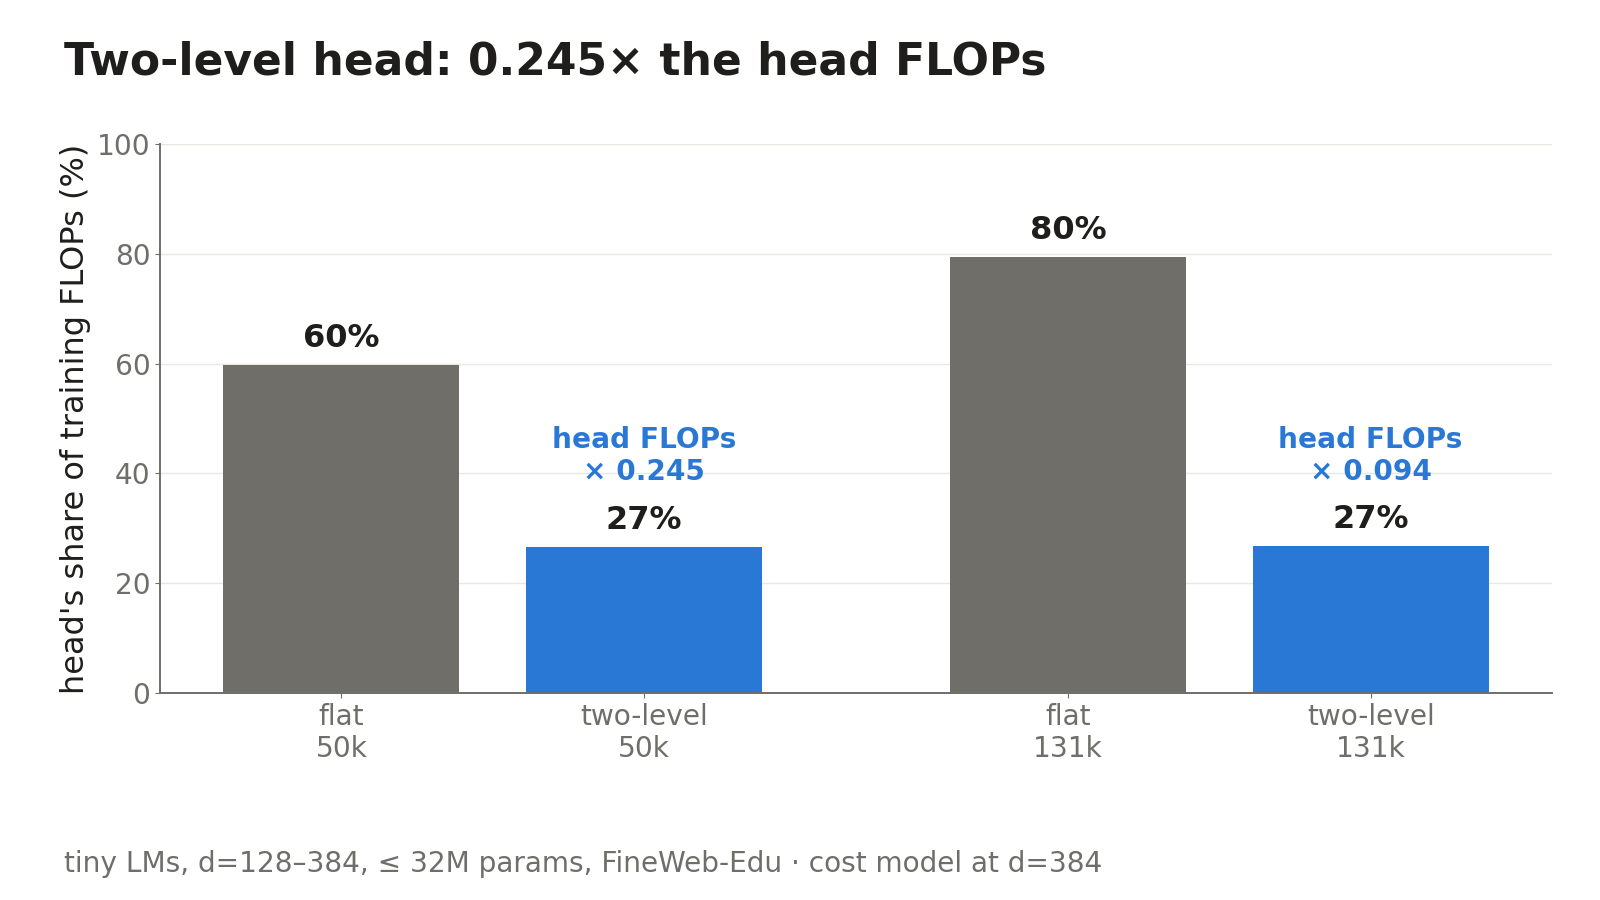 Two-level head: 0.245× the head FLOPs
head's share of training FLOPs (%)
100
80
60
40
20
0
60%
head FLOPs
× 0.245
27%
80%
head FLOPs
× 0.094
27%
flat
50k
two-level
50k
flat
131k
two-level
131k
tiny LMs, d=128–384, ≤ 32M params, FineWeb-Edu · cost model at d=384